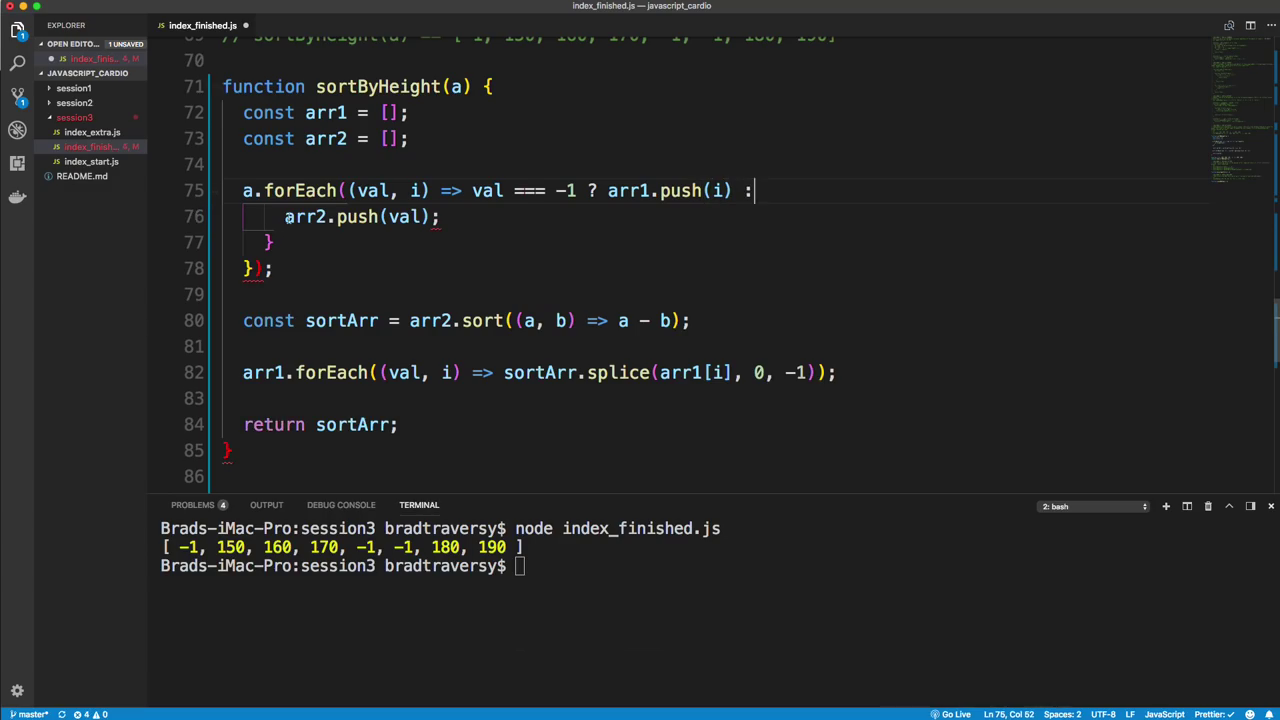 index_finished.js — javascript_cardio
EXPLORER
index_finished.js
OPEN EDITO... 1 UNSAVED
index_finis... 6, M
JAVASCRIPT_CARDIO
session1
session2
session3
index_extra.js
index_finish... 6, M
index_start.js
README.md
69 // sortByHeight(a) == [-1, 150, 160, 170, -1, -1, 180, 190]
70
71 function sortByHeight(a) {
72 const arr1 = [];
73 const arr2 = [];
74
75 a.forEach((val, i) => val === -1 ? arr1.push(i) :
76 arr2.push(val);
77 }
78 });
79
80 const sortArr = arr2.sort((a, b) => a - b);
81
82 arr1.forEach((val, i) => sortArr.splice(arr1[i], 0, -1));
83
84 return sortArr;
85 }
86
PROBLEMS 4 OUTPUT DEBUG CONSOLE TERMINAL 2: bash
Brads-iMac-Pro:session3 bradtraversy$ node index_finished.js
[ -1, 150, 160, 170, -1, -1, 180, 190 ]
Brads-iMac-Pro:session3 bradtraversy$
master* 4 0 Go Live Ln 75, Col 52 Spaces: 2 UTF-8 LF JavaScript Prettier: ✓